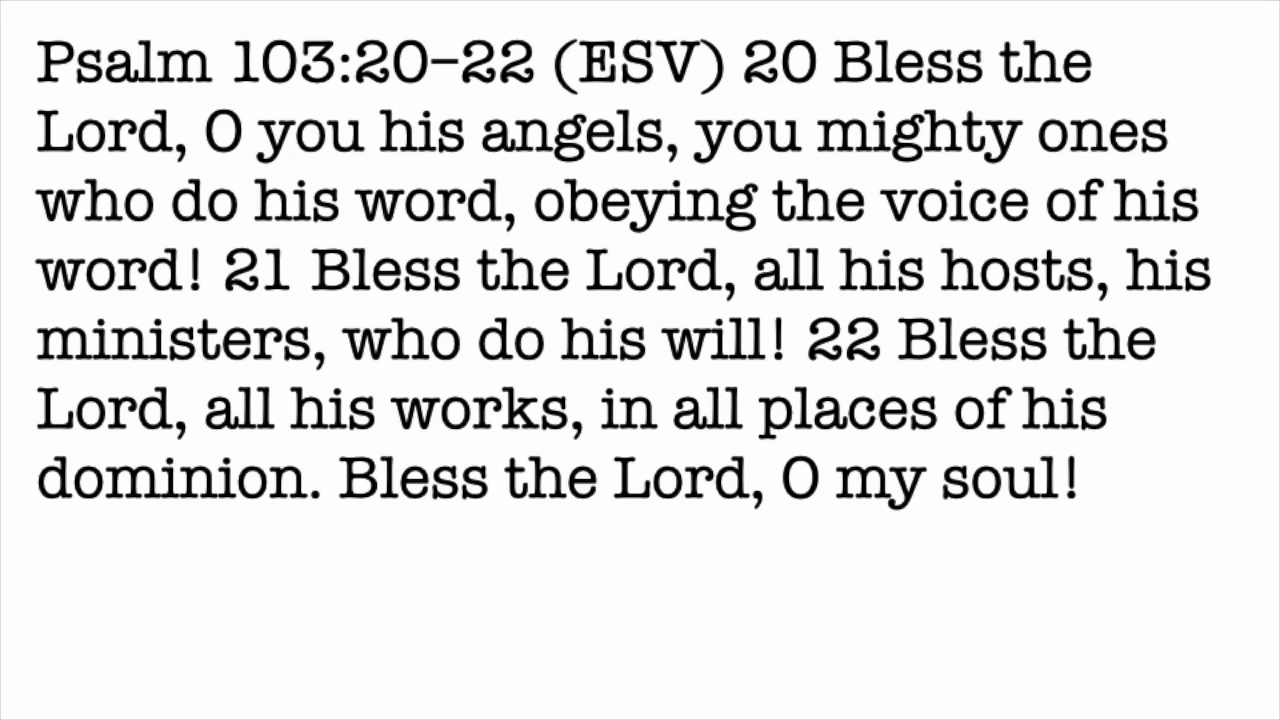 Psalm 103:20–22 (ESV) 20 Bless the
Lord, O you his angels, you mighty ones
who do his word, obeying the voice of his
word! 21 Bless the Lord, all his hosts, his
ministers, who do his will! 22 Bless the
Lord, all his works, in all places of his
dominion. Bless the Lord, O my soul!